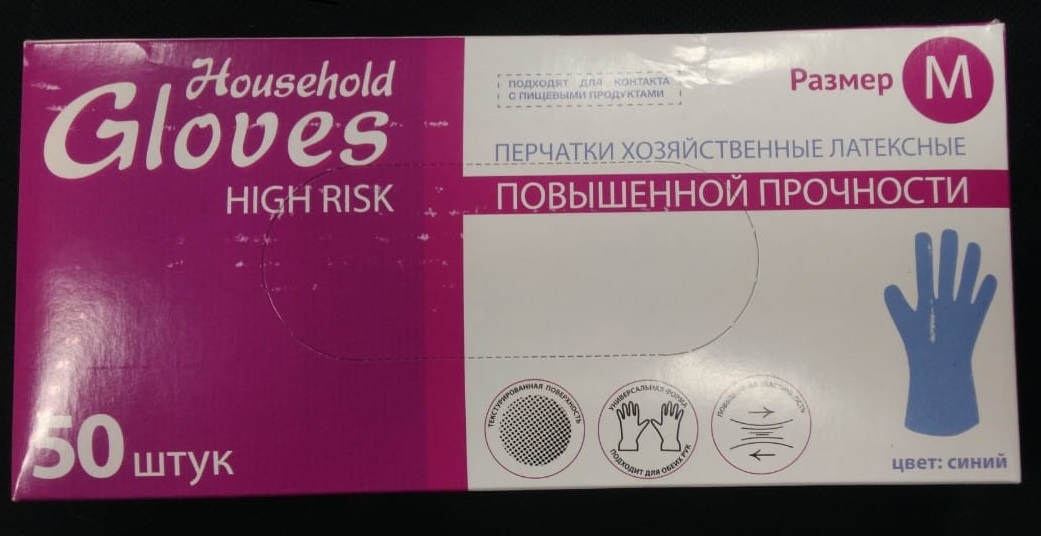 Household
Gloves
HIGH RISK
50 штук
ПОДХОДЯТ ДЛЯ КОНТАКТА
С ПИЩЕВЫМИ ПРОДУКТАМИ
Размер M
ПЕРЧАТКИ ХОЗЯЙСТВЕННЫЕ ЛАТЕКСНЫЕ
ПОВЫШЕННОЙ ПРОЧНОСТИ
ТЕКСТУРИРОВАННАЯ ПОВЕРХНОСТЬ
УНИВЕРСАЛЬНАЯ ФОРМА
ПОДХОДИТ ДЛЯ ОБЕИХ РУК
цвет: синий